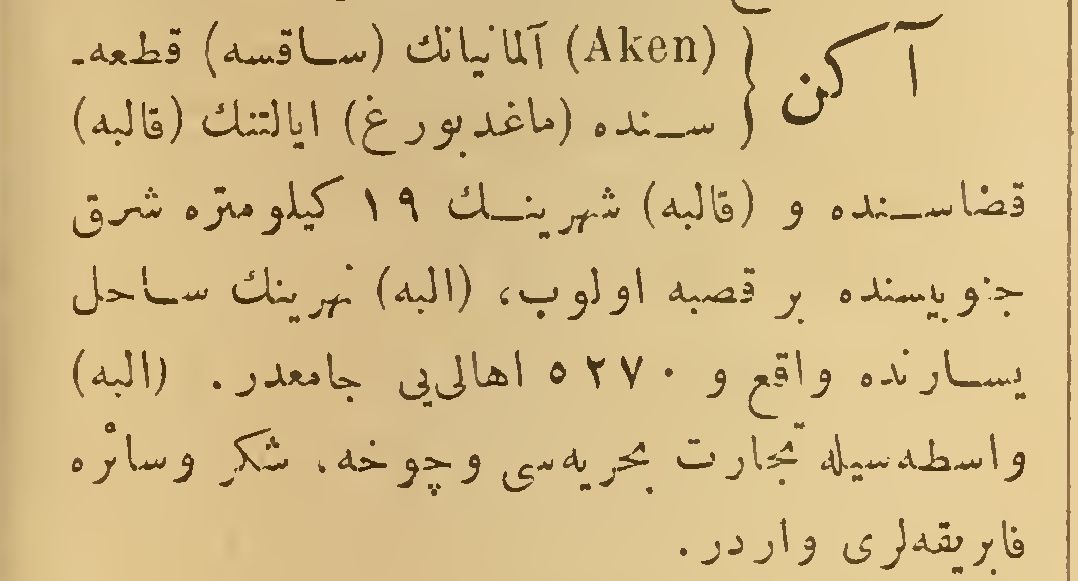 آكن } (Aken) آلمانيانك (ساقسه) قطعه‌-
سنده (ماغدبورغ) ايالتنك (قالبه)
قضاسنده و (قالبه) شهرينك ١٩ كيلومتره شرق
جنوبيسنده بر قصبه اولوب، (البه) نهرينك ساحل
يسارنده واقع و ٥٢٧٠ اهالى‌يى جامعدر. (البه)
واسطه‌سيله تجارت بحريه‌سى وچوخه، شكر وسائره
فابريقه‌لرى واردر.